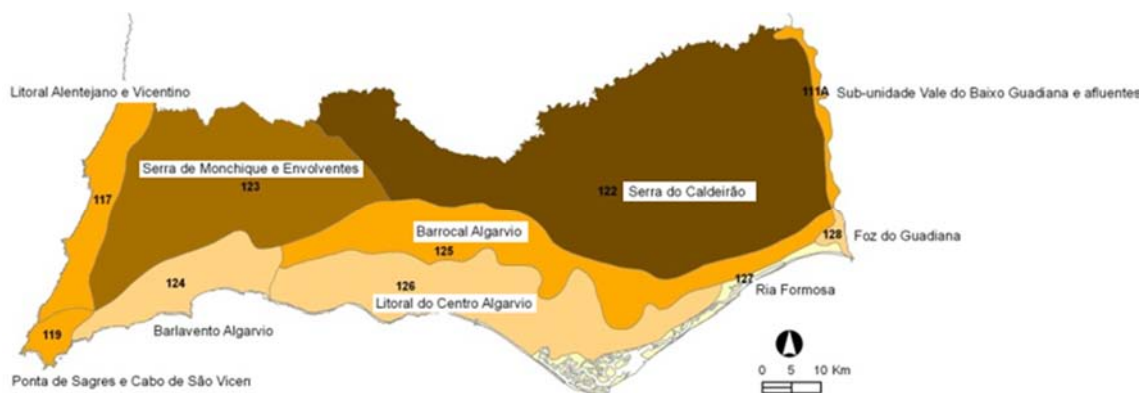 Litoral Alentejano e Vicentino
111A Sub-unidade Vale do Baixo Guadiana e afluentes
Serra de Monchique e Envolventes
123
122 Serra do Caldeirão
117
Barrocal Algarvio
125
128 Foz do Guadiana
124
126
127
Ria Formosa
Litoral do Centro Algarvio
119
Barlavento Algarvio
Ponta de Sagres e Cabo de São Vicen
0 5 10 Km